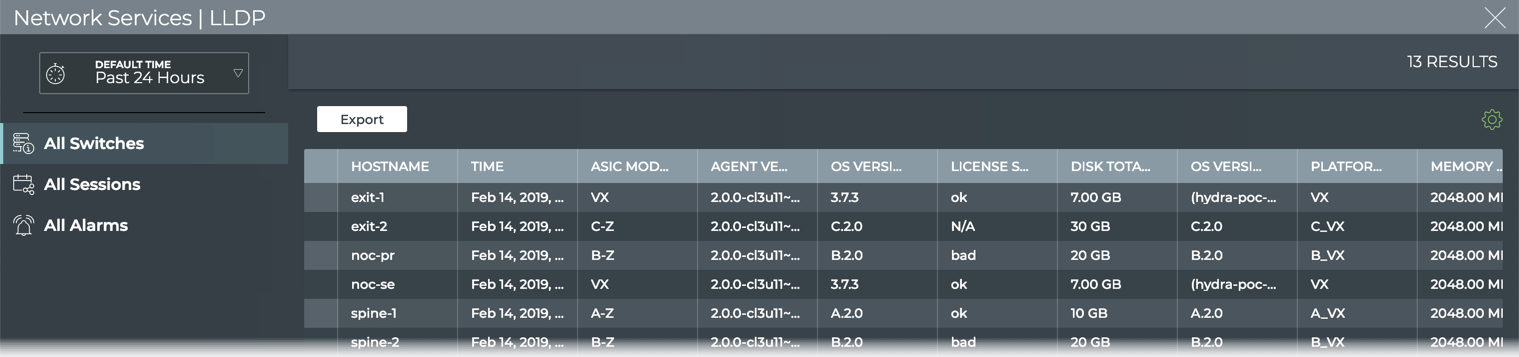 Network Services | LLDP
DEFAULT TIME
Past 24 Hours
13 RESULTS
Export
All Switches
All Sessions
All Alarms
HOSTNAME TIME ASIC MOD... AGENT VE... OS VERSI... LICENSE S... DISK TOTA... OS VERSI... PLATFOR... MEMORY ..
exit-1 Feb 14, 2019, ... VX 2.0.0-cl3u11~... 3.7.3 ok 7.00 GB (hydra-poc-... VX 2048.00 MI
exit-2 Feb 14, 2019, ... C-Z 2.0.0-cl3u11~... C.2.0 N/A 30 GB C.2.0 C_VX 2048.00 MI
noc-pr Feb 14, 2019, ... B-Z 2.0.0-cl3u11~... B.2.0 bad 20 GB B.2.0 B_VX 2048.00 MI
noc-se Feb 14, 2019, ... VX 2.0.0-cl3u11~... 3.7.3 ok 7.00 GB (hydra-poc-... VX 2048.00 MI
spine-1 Feb 14, 2019, ... A-Z 2.0.0-cl3u11~... A.2.0 ok 10 GB A.2.0 A_VX 2048.00 MI
spine-2 Feb 14, 2019, ... B-Z 2.0.0-cl3u11~... B.2.0 bad 20 GB B.2.0 B_VX 2048.00 MI